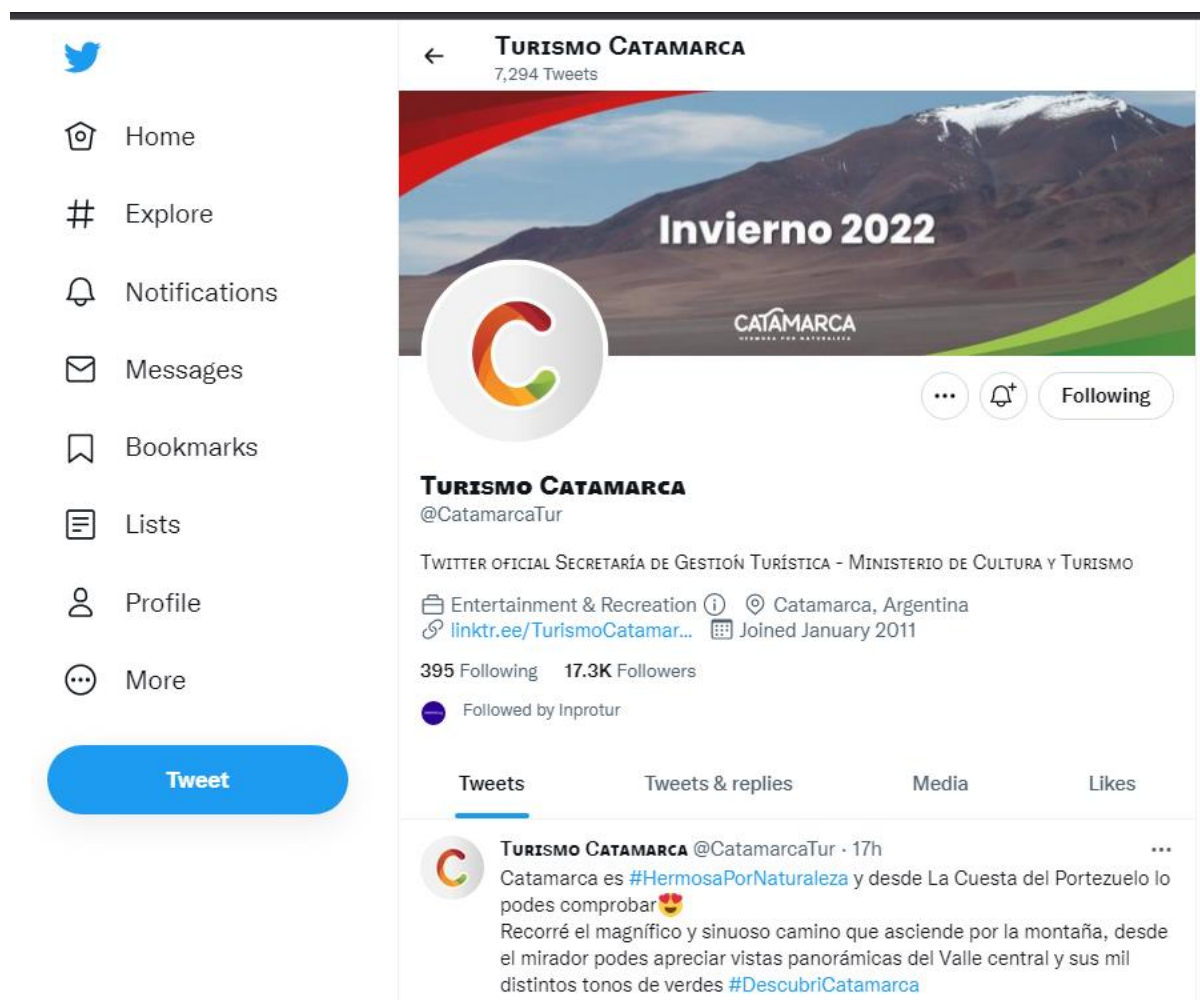 Turismo Catamarca
7,294 Tweets
Home
Explore
Notifications
Messages
Bookmarks
Lists
Profile
More
Tweet
Invierno 2022
CATAMARCA
HERMOSA POR NATURALEZA
Following
Turismo Catamarca
@CatamarcaTur
Twitter oficial Secretaría de Gestión Turística - Ministerio de Cultura y Turismo
Entertainment & Recreation Catamarca, Argentina
linktr.ee/TurismoCatamar... Joined January 2011
395 Following 17.3K Followers
Followed by Inprotur
Tweets Tweets & replies Media Likes
Turismo Catamarca @CatamarcaTur · 17h
Catamarca es #HermosaPorNaturaleza y desde La Cuesta del Portezuelo lo
podes comprobar😍
Recorré el magnífico y sinuoso camino que asciende por la montaña, desde
el mirador podes apreciar vistas panorámicas del Valle central y sus mil
distintos tonos de verdes #DescubriCatamarca